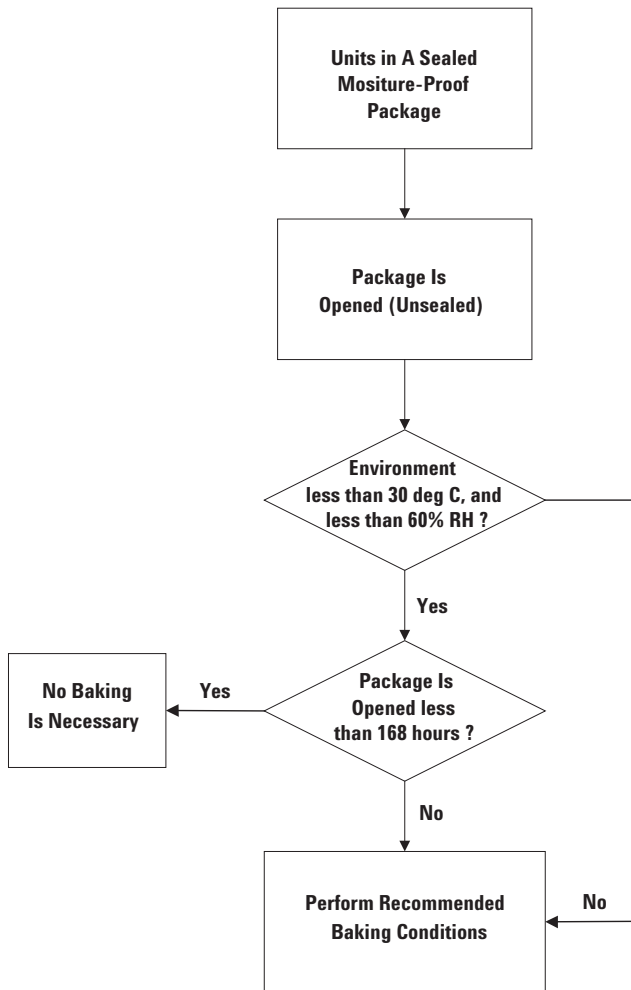 Units in A Sealed
Mositure-Proof
Package
Package Is
Opened (Unsealed)
Environment
less than 30 deg C, and
less than 60% RH ?
Yes
No Baking
Is Necessary
Yes
Package Is
Opened less
than 168 hours ?
No
Perform Recommended
Baking Conditions
No